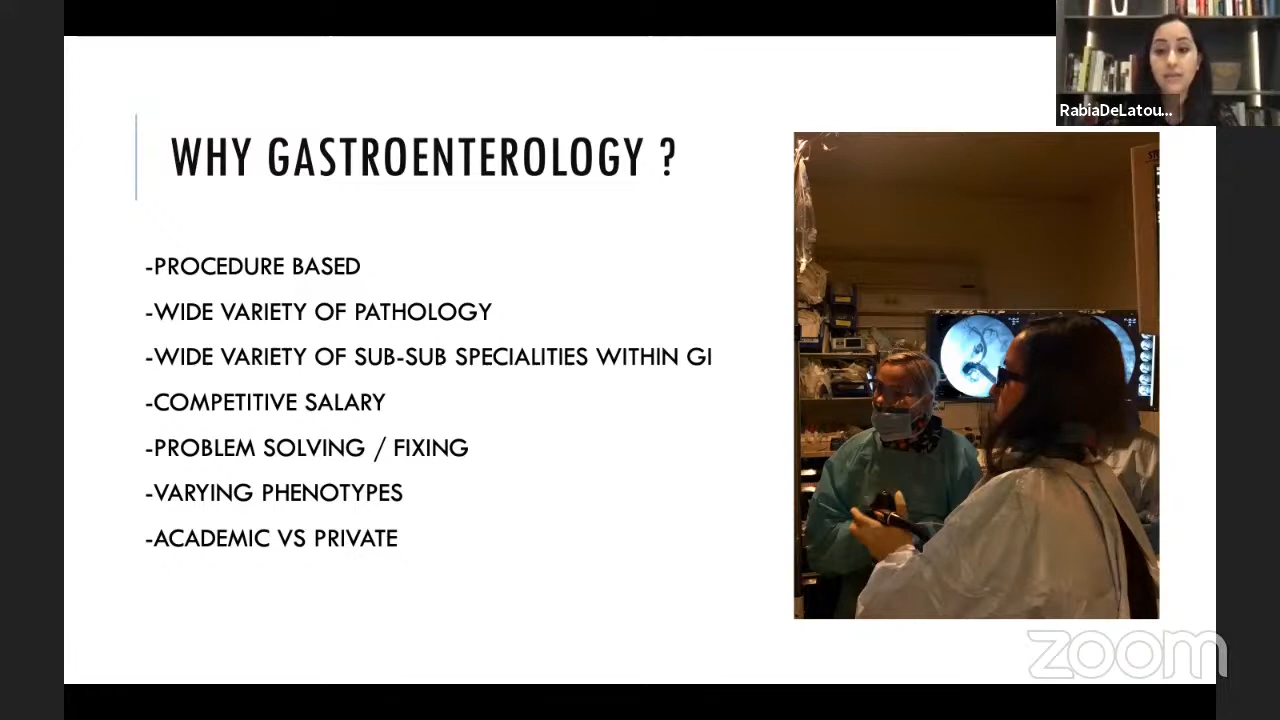 RabiaDeLatou...
WHY GASTROENTEROLOGY ?
-PROCEDURE BASED
-WIDE VARIETY OF PATHOLOGY
-WIDE VARIETY OF SUB-SUB SPECIALITIES WITHIN GI
-COMPETITIVE SALARY
-PROBLEM SOLVING / FIXING
-VARYING PHENOTYPES
-ACADEMIC VS PRIVATE
zoom